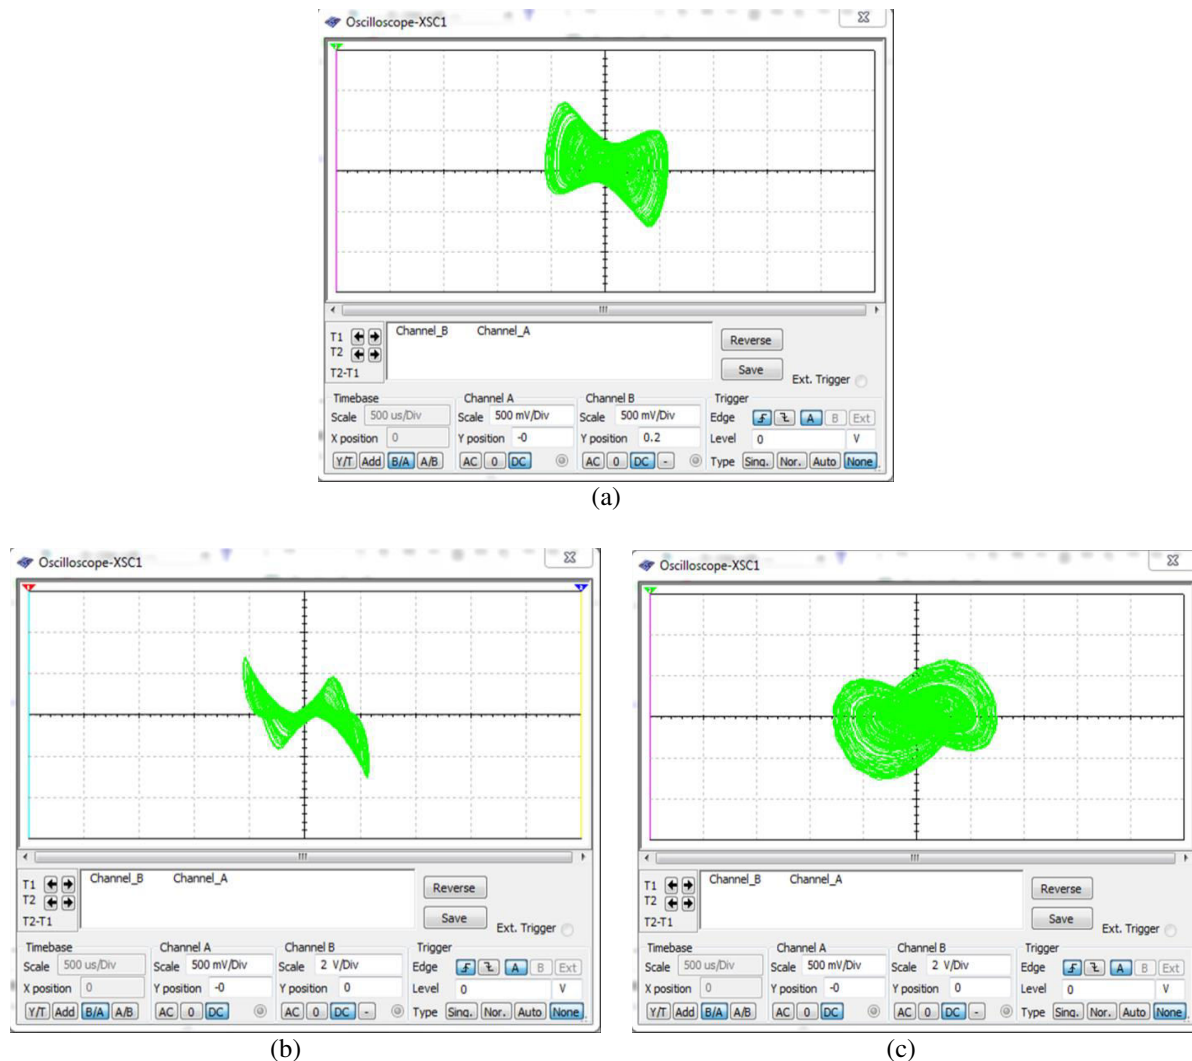 Oscilloscope-XSC1
T1
T2
T2-T1
Channel_B Channel_A
Reverse
Save
Ext. Trigger
Timebase
Scale 500 us/Div
X position 0
Y/T Add B/A A/B
Channel A
Scale 500 mV/Div
Y position -0
AC 0 DC
Channel B
Scale 500 mV/Div
Y position 0.2
AC 0 DC -
Trigger
Edge A B Ext
Level 0 V
Type Sing. Nor. Auto None
(a)
Oscilloscope-XSC1
T1
T2
T2-T1
Channel_B Channel_A
Reverse
Save
Ext. Trigger
Timebase
Scale 500 us/Div
X position 0
Y/T Add B/A A/B
Channel A
Scale 500 mV/Div
Y position -0
AC 0 DC
Channel B
Scale 2 V/Div
Y position 0
AC 0 DC -
Trigger
Edge A B Ext
Level 0 V
Type Sing. Nor. Auto None
(b)
Oscilloscope-XSC1
T1
T2
T2-T1
Channel_B Channel_A
Reverse
Save
Ext. Trigger
Timebase
Scale 500 us/Div
X position 0
Y/T Add B/A A/B
Channel A
Scale 500 mV/Div
Y position -0
AC 0 DC
Channel B
Scale 2 V/Div
Y position 0
AC 0 DC -
Trigger
Edge A B Ext
Level 0 V
Type Sing. Nor. Auto None
(c)